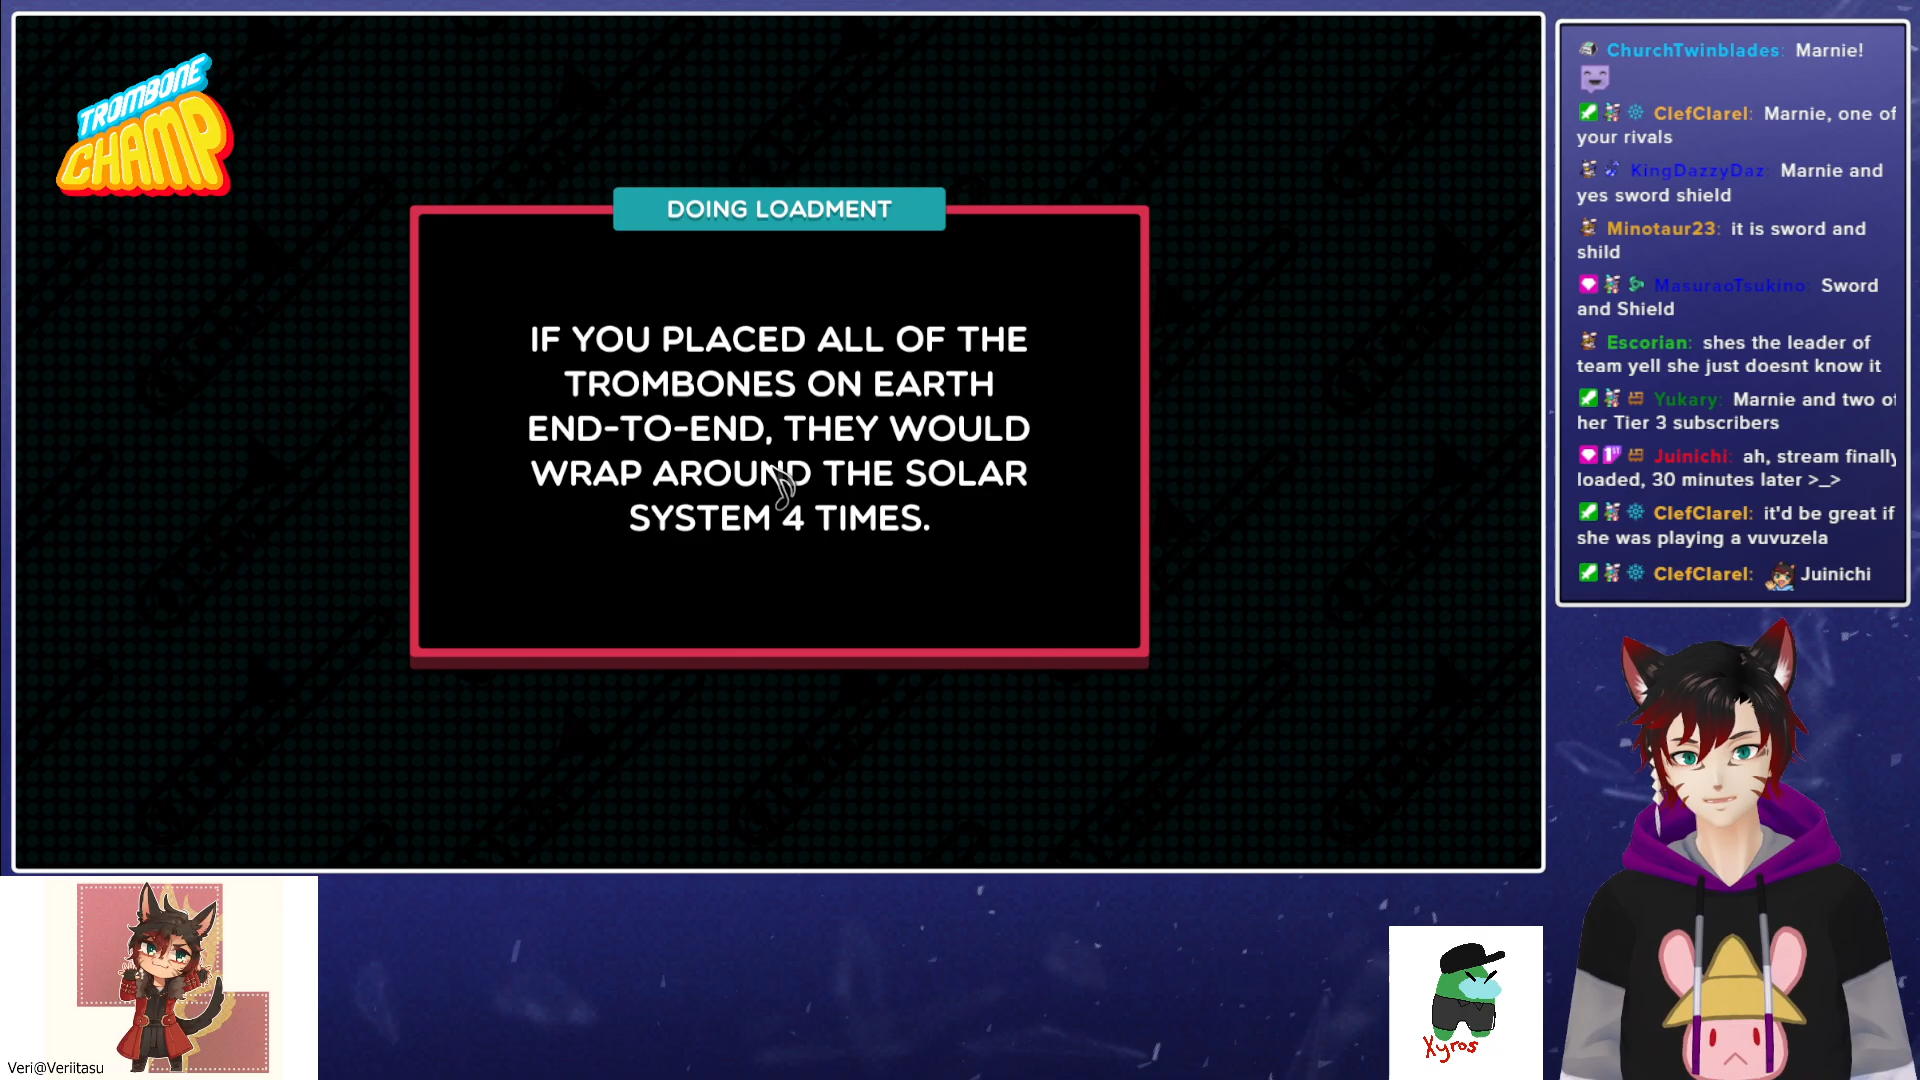 TROMBONE
CHAMP
DOING LOADMENT
IF YOU PLACED ALL OF THE
TROMBONES ON EARTH
END-TO-END, THEY WOULD
WRAP AROUND THE SOLAR
SYSTEM 4 TIMES.
ChurchTwinblades: Marnie!
ClefClarel: Marnie, one of
your rivals
KingDazzyDaz: Marnie and
yes sword shield
Minotaur23: it is sword and
shild
MasuraoTsukino: Sword
and Shield
Escorian: shes the leader of
team yell she just doesnt know it
Yukary: Marnie and two of
her Tier 3 subscribers
Juinichi: ah, stream finally
loaded, 30 minutes later >_>
ClefClarel: it'd be great if
she was playing a vuvuzela
ClefClarel: Juinichi
Veri@Veriitasu
Xyros